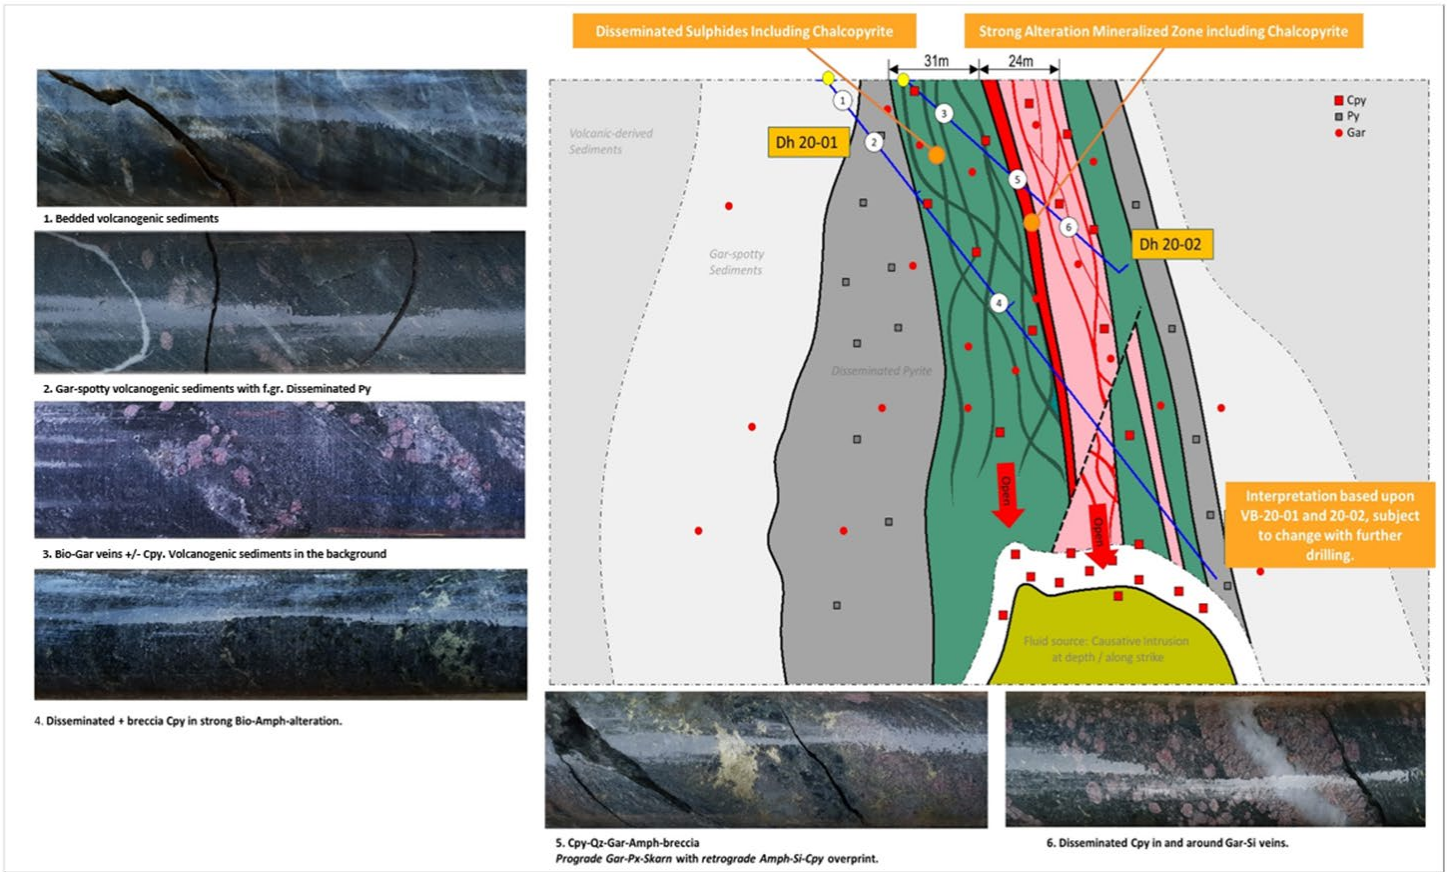 Disseminated Sulphides Including Chalcopyrite
Strong Alteration Mineralized Zone including Chalcopyrite
31m
24m
1
2
3
5
6
4
Volcanic-derived
Sediments
Dh 20-01
Cpy
Py
Gar
Gar-spotty
Sediments
Dh 20-02
Disseminated Pyrite
Open
Open
Interpretation based upon
VB-20-01 and 20-02, subject
to change with further
drilling.
Fluid source: Causative Intrusion
at depth / along strike
1. Bedded volcanogenic sediments
2. Gar-spotty volcanogenic sediments with f.gr. Disseminated Py
3. Bio-Gar veins +/- Cpy. Volcanogenic sediments in the background
4. Disseminated + breccia Cpy in strong Bio-Amph-alteration.
5. Cpy-Qz-Gar-Amph-breccia
Prograde Gar-Px-Skarn with retrograde Amph-Si-Cpy overprint.
6. Disseminated Cpy in and around Gar-Si veins.